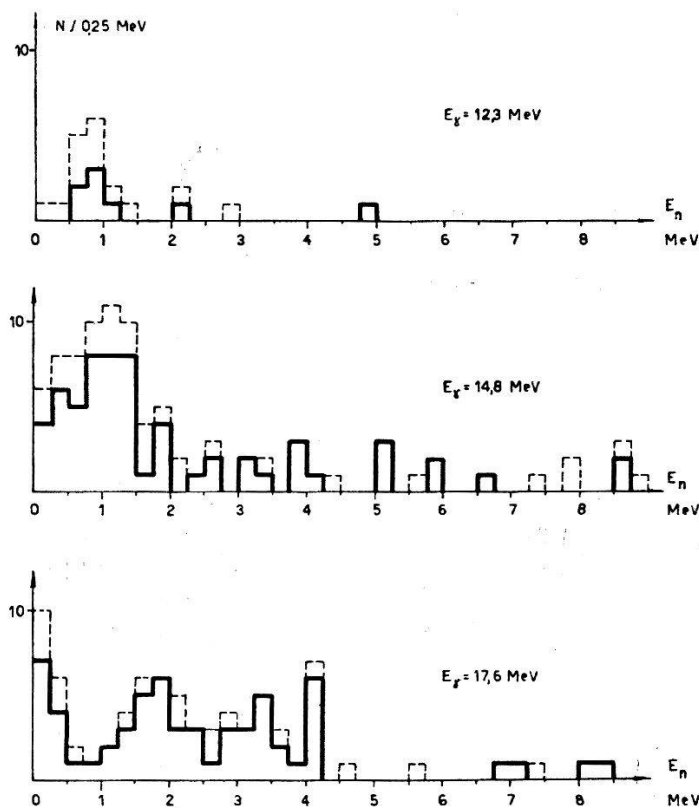 N / 0,25 MeV
10
E_γ = 12,3 MeV
E_n
0 1 2 3 4 5 6 7 8 MeV
10
E_γ = 14,8 MeV
E_n
0 1 2 3 4 5 6 7 8 MeV
10
E_γ = 17,6 MeV
E_n
0 1 2 3 4 5 6 7 8 MeV